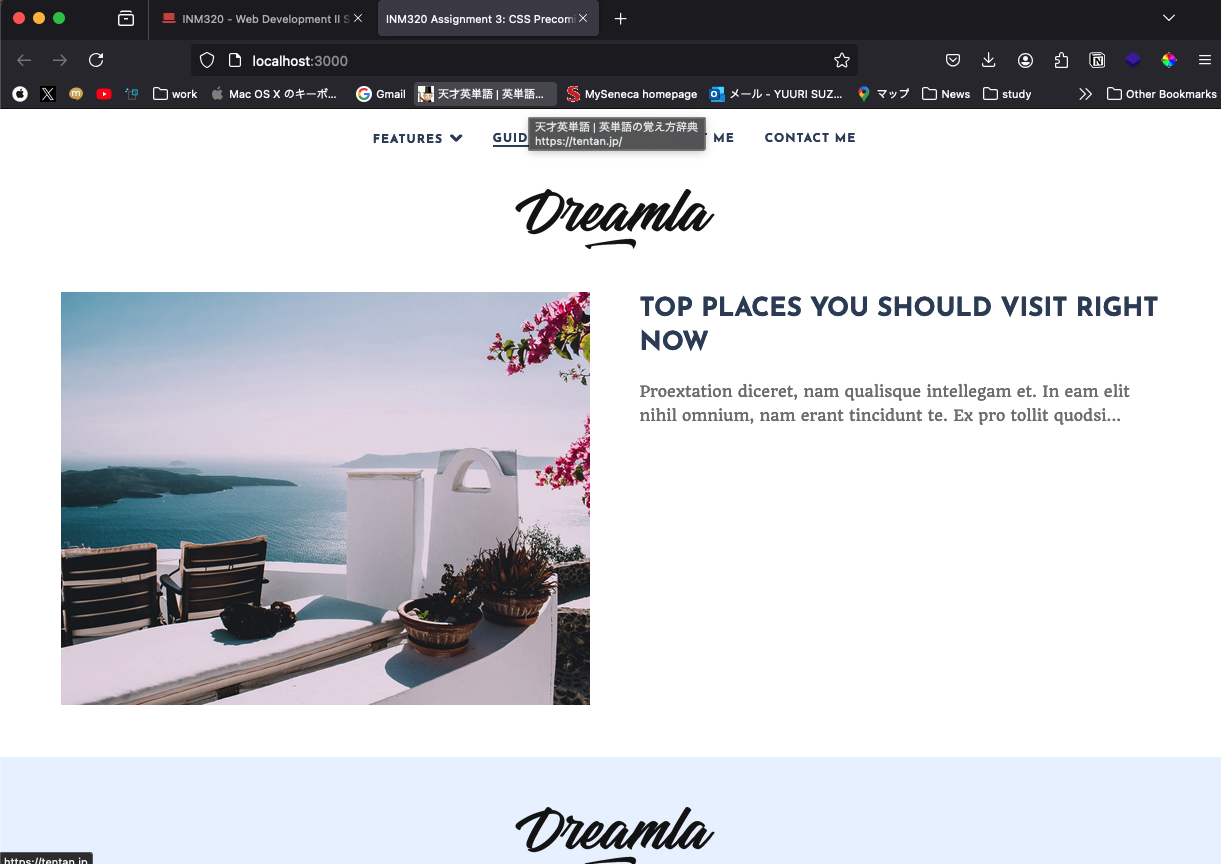 INM320 - Web Development II S
INM320 Assignment 3: CSS Precom
localhost:3000
work
Mac OS X のキーボ...
Gmail
天才英単語 | 英単語...
MySeneca homepage
メール - YUURI SUZ...
マップ
News
study
Other Bookmarks
天才英単語 | 英単語の覚え方辞典
https://tentan.jp/
FEATURES
GUID
ME
CONTACT ME
Dreamla
TOP PLACES YOU SHOULD VISIT RIGHT
NOW
Proextation diceret, nam qualisque intellegam et. In eam elit
nihil omnium, nam erant tincidunt te. Ex pro tollit quodsi...
Dreamla
https://tentan.jp